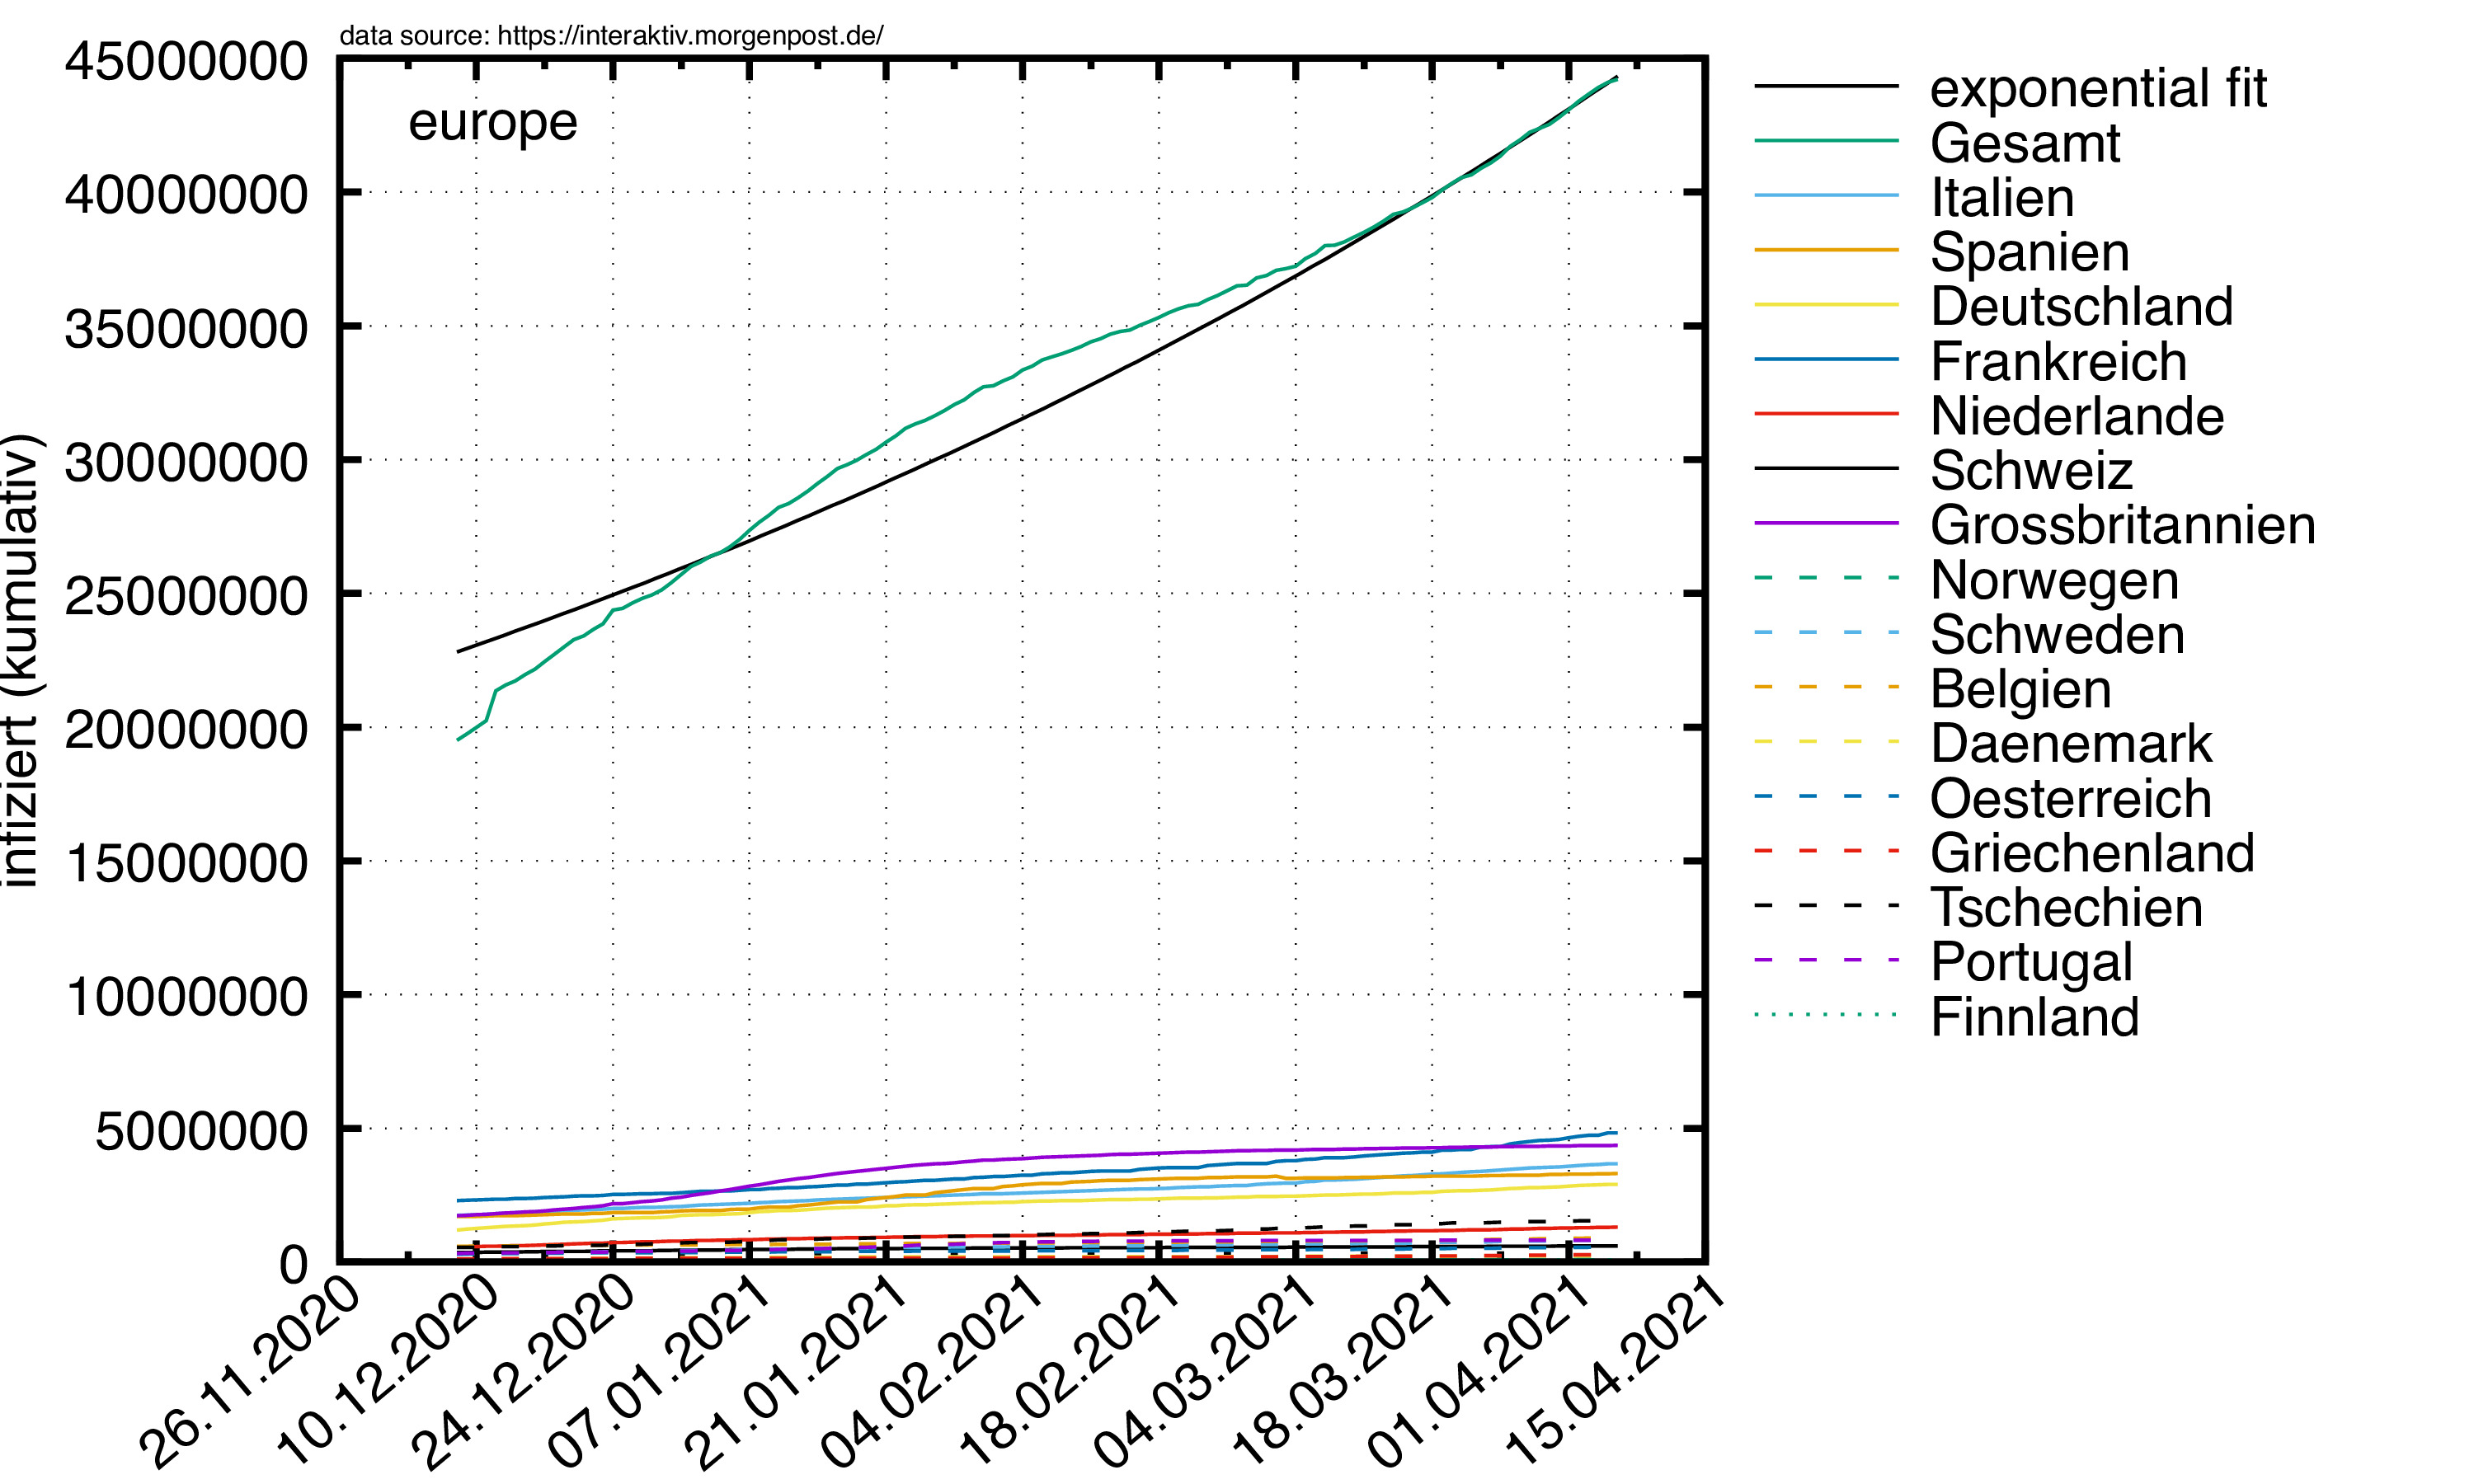 data source: https://interaktiv.morgenpost.de/
europe
infiziert (kumulativ)
45000000
40000000
35000000
30000000
25000000
20000000
15000000
10000000
5000000
0
26.11.2020
10.12.2020
24.12.2020
07.01.2021
21.01.2021
04.02.2021
18.02.2021
04.03.2021
18.03.2021
01.04.2021
15.04.2021
exponential fit
Gesamt
Italien
Spanien
Deutschland
Frankreich
Niederlande
Schweiz
Grossbritannien
Norwegen
Schweden
Belgien
Daenemark
Oesterreich
Griechenland
Tschechien
Portugal
Finnland